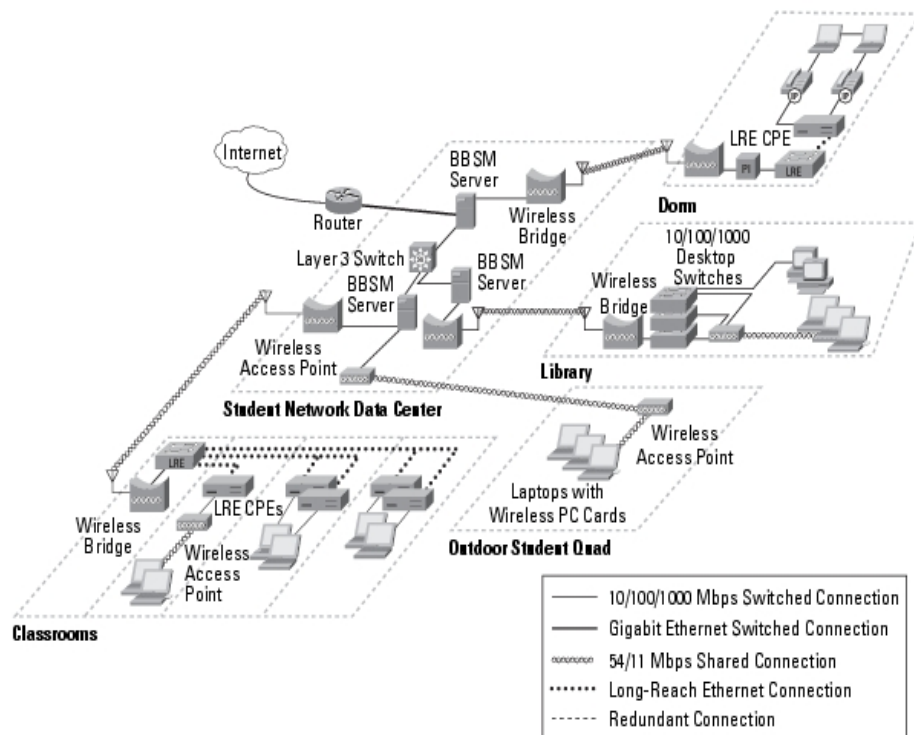 IP
IP
LRE CPE
PI
LRE
Dorm
Internet
Router
BBSM
Server
Wireless
Bridge
Layer 3 Switch
BBSM
Server
BBSM
Server
Wireless
Access Point
Student Network Data Center
10/100/1000
Desktop
Switches
Wireless
Bridge
Library
Wireless
Access Point
Laptops with
Wireless PC Cards
Outdoor Student Quad
LRE
Wireless
Bridge
LRE CPEs
Wireless
Access
Point
Classrooms
10/100/1000 Mbps Switched Connection
Gigabit Ethernet Switched Connection
54/11 Mbps Shared Connection
Long-Reach Ethernet Connection
Redundant Connection